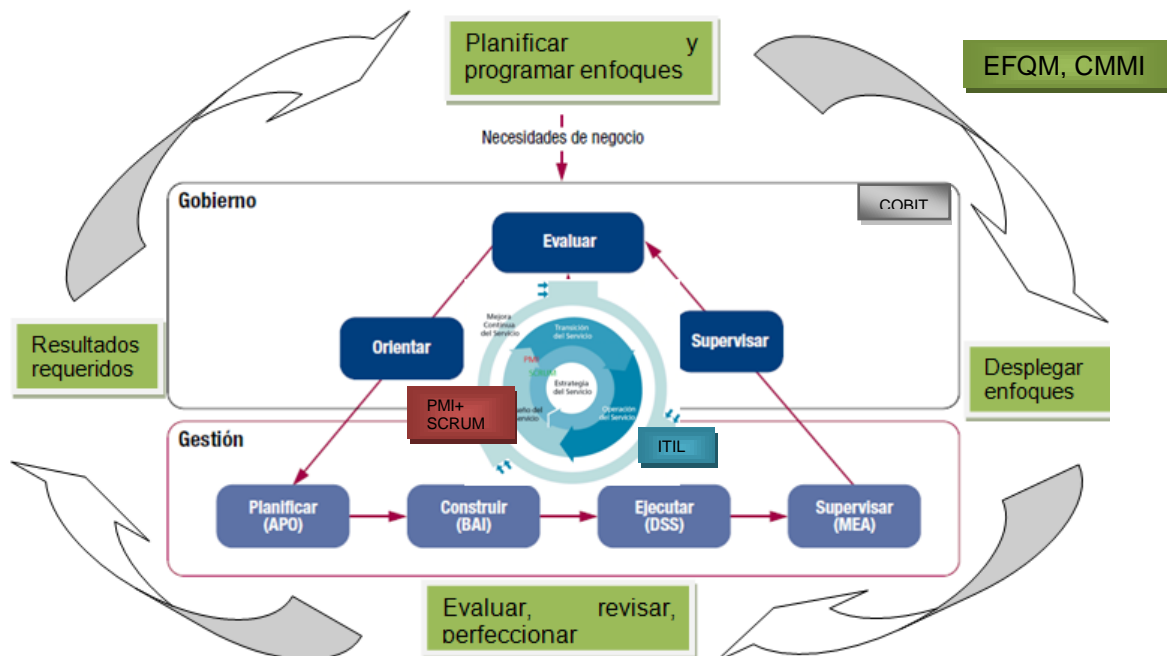 Planificar y
programar enfoques
EFQM, CMMI
Necesidades de negocio
Gobierno
COBIT
Evaluar
Mejora
Continua
del Servicio
Transición
del Servicio
Orientar
Supervisar
PMI
SCRUM
Estrategia
del Servicio
Resultados
requeridos
Desplegar
enfoques
PMI+
SCRUM
Operación
del Servicio
ITIL
Gestión
Planificar
(APO)
Construir
(BAI)
Ejecutar
(DSS)
Supervisar
(MEA)
Evaluar, revisar,
perfeccionar